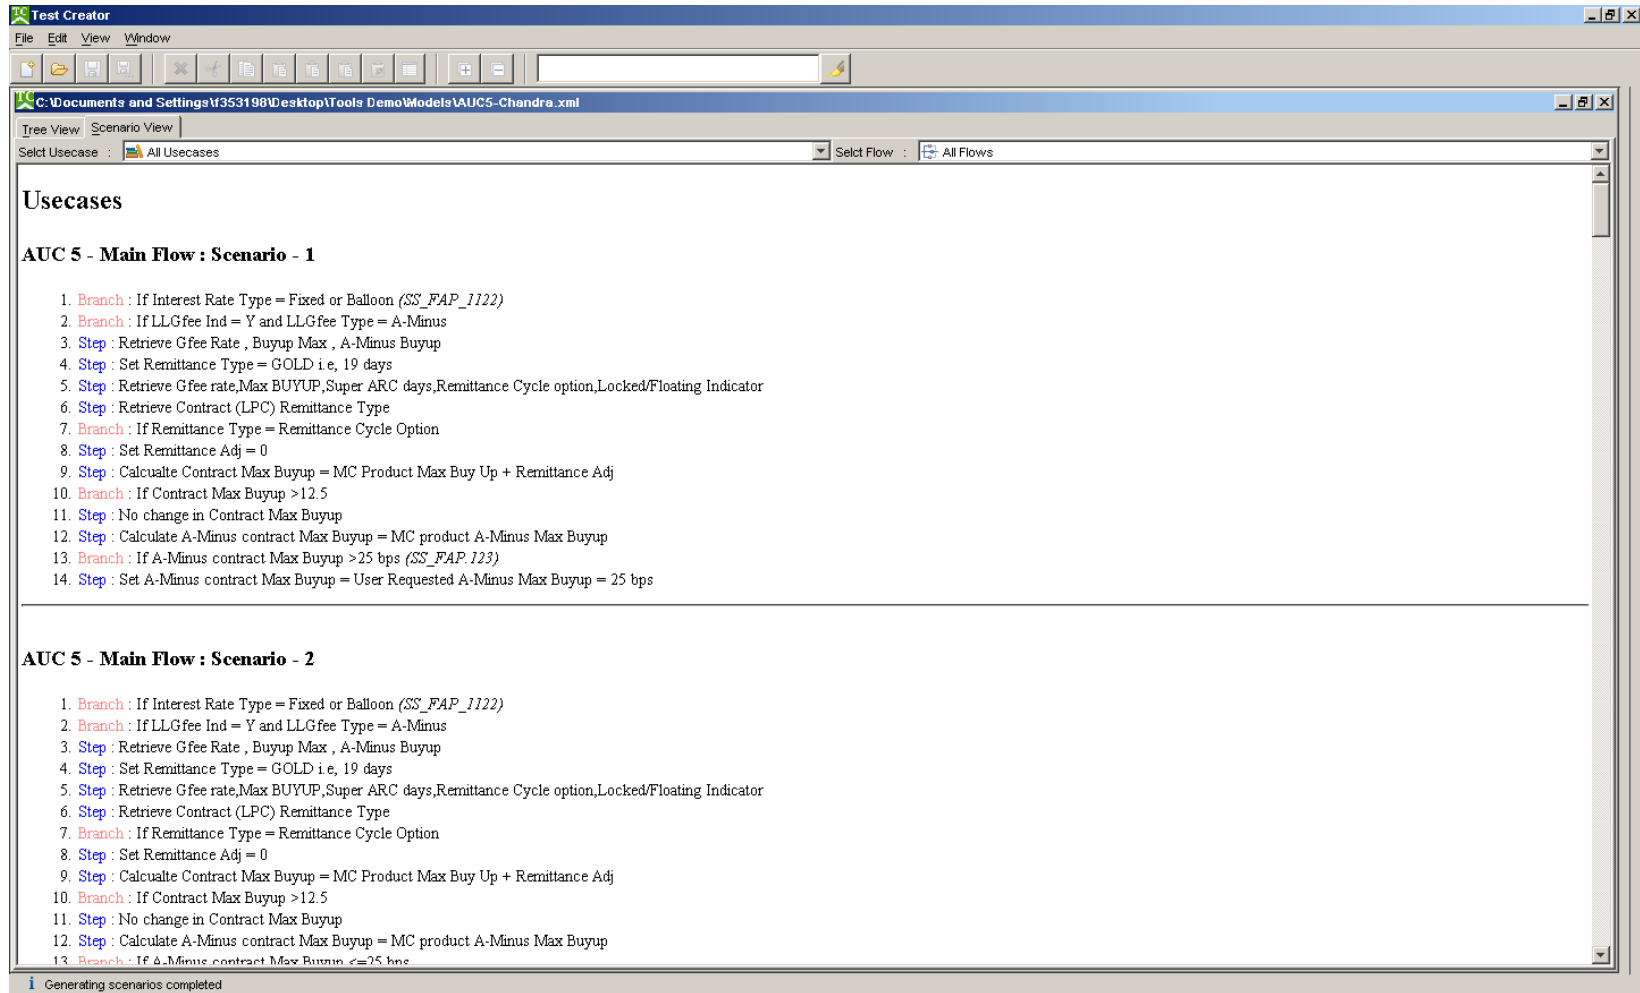 Test Creator
File Edit View Window
C:\Documents and Settings\f353198\Desktop\Tools Demo\Models\AUC5-Chandra.xml
Tree View Scenario View
Selct Usecase : All Usecases Selct Flow : All Flows
Usecases
AUC 5 - Main Flow : Scenario - 1
1. Branch : If Interest Rate Type = Fixed or Balloon (SS_FAP_1122)
2. Branch : If LLGfee Ind = Y and LLGfee Type = A-Minus
3. Step : Retrieve Gfee Rate , Buyup Max , A-Minus Buyup
4. Step : Set Remittance Type = GOLD i.e, 19 days
5. Step : Retrieve Gfee rate,Max BUYUP,Super ARC days,Remittance Cycle option,Locked/Floating Indicator
6. Step : Retrieve Contract (LPC) Remittance Type
7. Branch : If Remittance Type = Remittance Cycle Option
8. Step : Set Remittance Adj = 0
9. Step : Calcualte Contract Max Buyup = MC Product Max Buy Up + Remittance Adj
10. Branch : If Contract Max Buyup >12.5
11. Step : No change in Contract Max Buyup
12. Step : Calculate A-Minus contract Max Buyup = MC product A-Minus Max Buyup
13. Branch : If A-Minus contract Max Buyup >25 bps (SS_FAP.123)
14. Step : Set A-Minus contract Max Buyup = User Requested A-Minus Max Buyup = 25 bps
AUC 5 - Main Flow : Scenario - 2
1. Branch : If Interest Rate Type = Fixed or Balloon (SS_FAP_1122)
2. Branch : If LLGfee Ind = Y and LLGfee Type = A-Minus
3. Step : Retrieve Gfee Rate , Buyup Max , A-Minus Buyup
4. Step : Set Remittance Type = GOLD i.e, 19 days
5. Step : Retrieve Gfee rate,Max BUYUP,Super ARC days,Remittance Cycle option,Locked/Floating Indicator
6. Step : Retrieve Contract (LPC) Remittance Type
7. Branch : If Remittance Type = Remittance Cycle Option
8. Step : Set Remittance Adj = 0
9. Step : Calcualte Contract Max Buyup = MC Product Max Buy Up + Remittance Adj
10. Branch : If Contract Max Buyup >12.5
11. Step : No change in Contract Max Buyup
12. Step : Calculate A-Minus contract Max Buyup = MC product A-Minus Max Buyup
13. Branch : If A-Minus contract Max Buyup <=25 bps
Generating scenarios completed